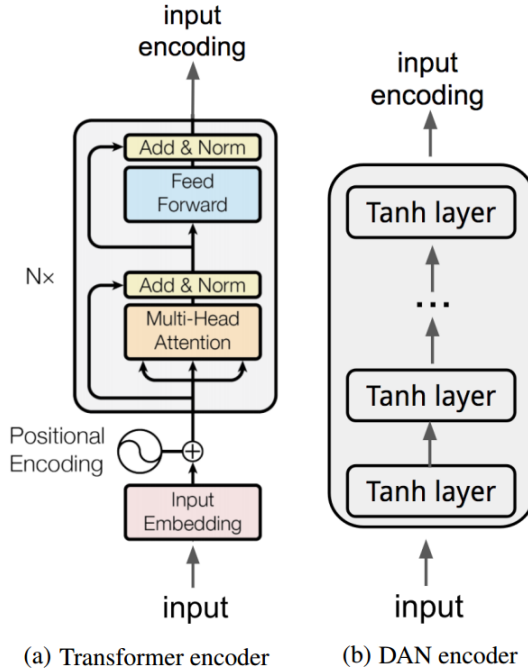 input
encoding
Add & Norm
Feed
Forward
N×
Add & Norm
Multi-Head
Attention
Positional
Encoding
Input
Embedding
input
(a) Transformer encoder
input
encoding
Tanh layer
...
Tanh layer
Tanh layer
input
(b) DAN encoder